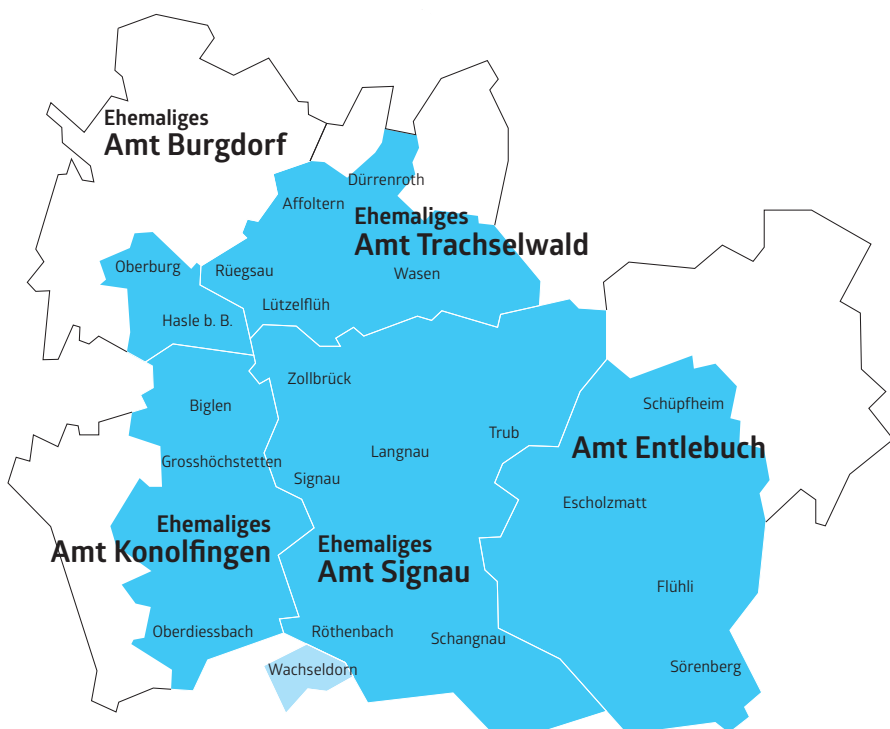 Ehemaliges
Amt Burgdorf
Dürrenroth
Affoltern
Ehemaliges
Amt Trachselwald
Oberburg
Rüegsau
Wasen
Lützelflüh
Hasle b. B.
Zollbrück
Biglen
Schüpfheim
Trub
Langnau
Amt Entlebuch
Grosshöchstetten
Signau
Escholzmatt
Ehemaliges
Amt Konolfingen
Ehemaliges
Amt Signau
Flühli
Oberdiessbach
Röthenbach
Schangnau
Wachseldorn
Sörenberg